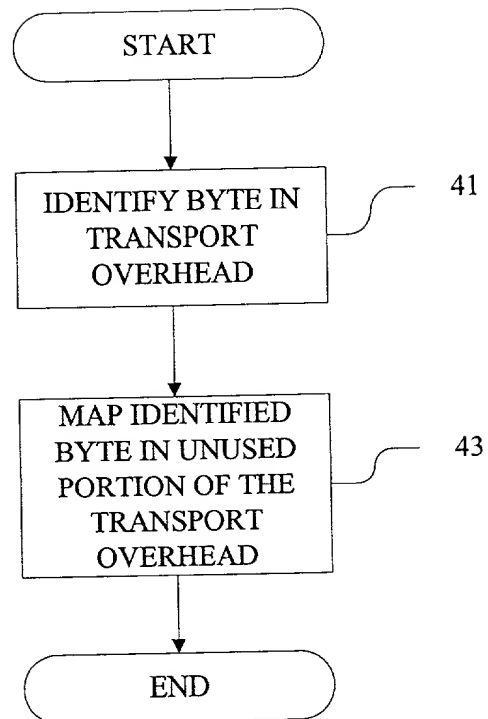 START
IDENTIFY BYTE IN
TRANSPORT
OVERHEAD
41
MAP IDENTIFIED
BYTE IN UNUSED
PORTION OF THE
TRANSPORT
OVERHEAD
43
END